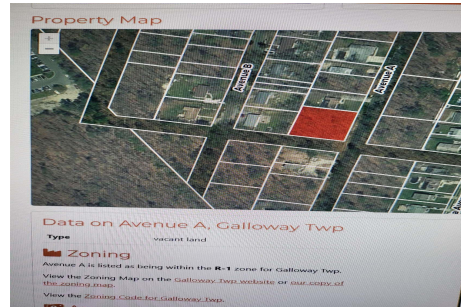 Property Map
+
−
Avenue B
Avenue A
Data on Avenue A, Galloway Twp
Type vacant land
Zoning
Avenue A is listed as being within the R-1 zone for Galloway Twp.
View the Zoning Map on the Galloway Twp website or our copy of
the zoning map.
View the Zoning Code for Galloway Twp.